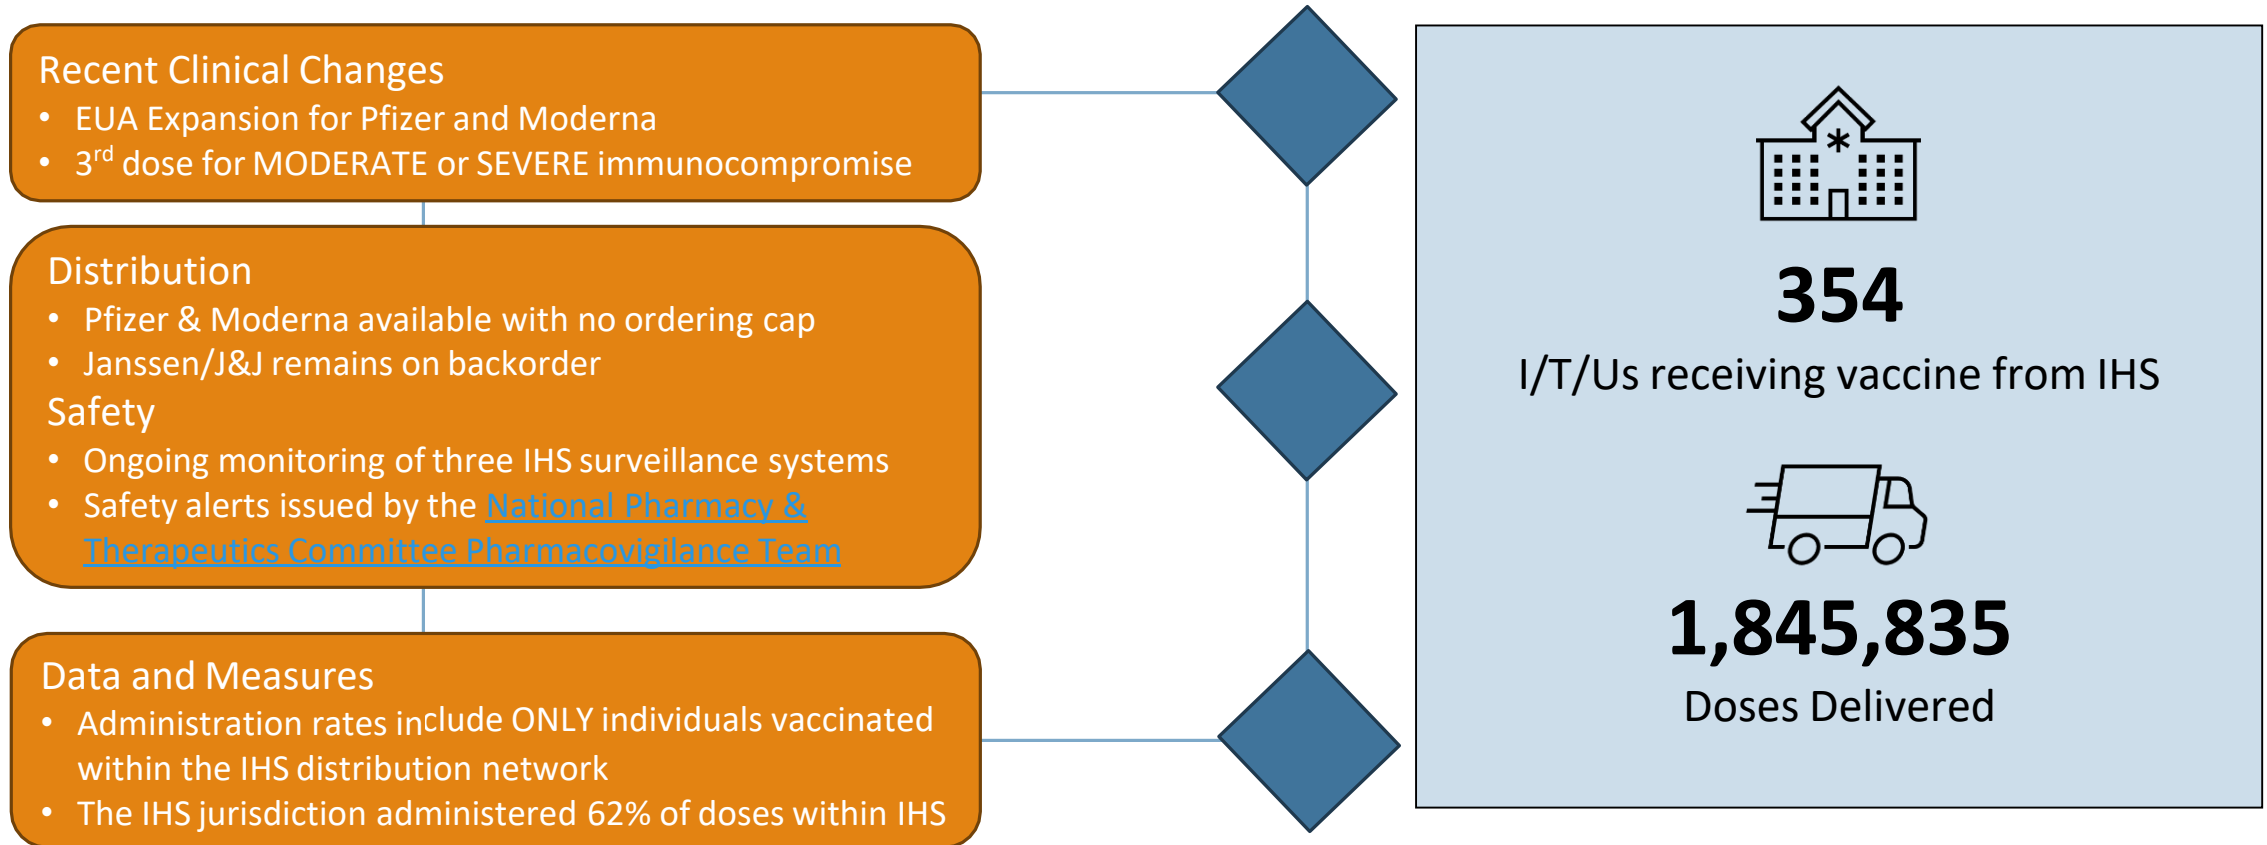 Recent Clinical Changes
• EUA Expansion for Pfizer and Moderna
• 3rd dose for MODERATE or SEVERE immunocompromise
Distribution
• Pfizer & Moderna available with no ordering cap
• Janssen/J&J remains on backorder
Safety
• Ongoing monitoring of three IHS surveillance systems
• Safety alerts issued by the National Pharmacy &
Therapeutics Committee Pharmacovigilance Team
Data and Measures
• Administration rates include ONLY individuals vaccinated
within the IHS distribution network
• The IHS jurisdiction administered 62% of doses within IHS
354
I/T/Us receiving vaccine from IHS
1,845,835
Doses Delivered